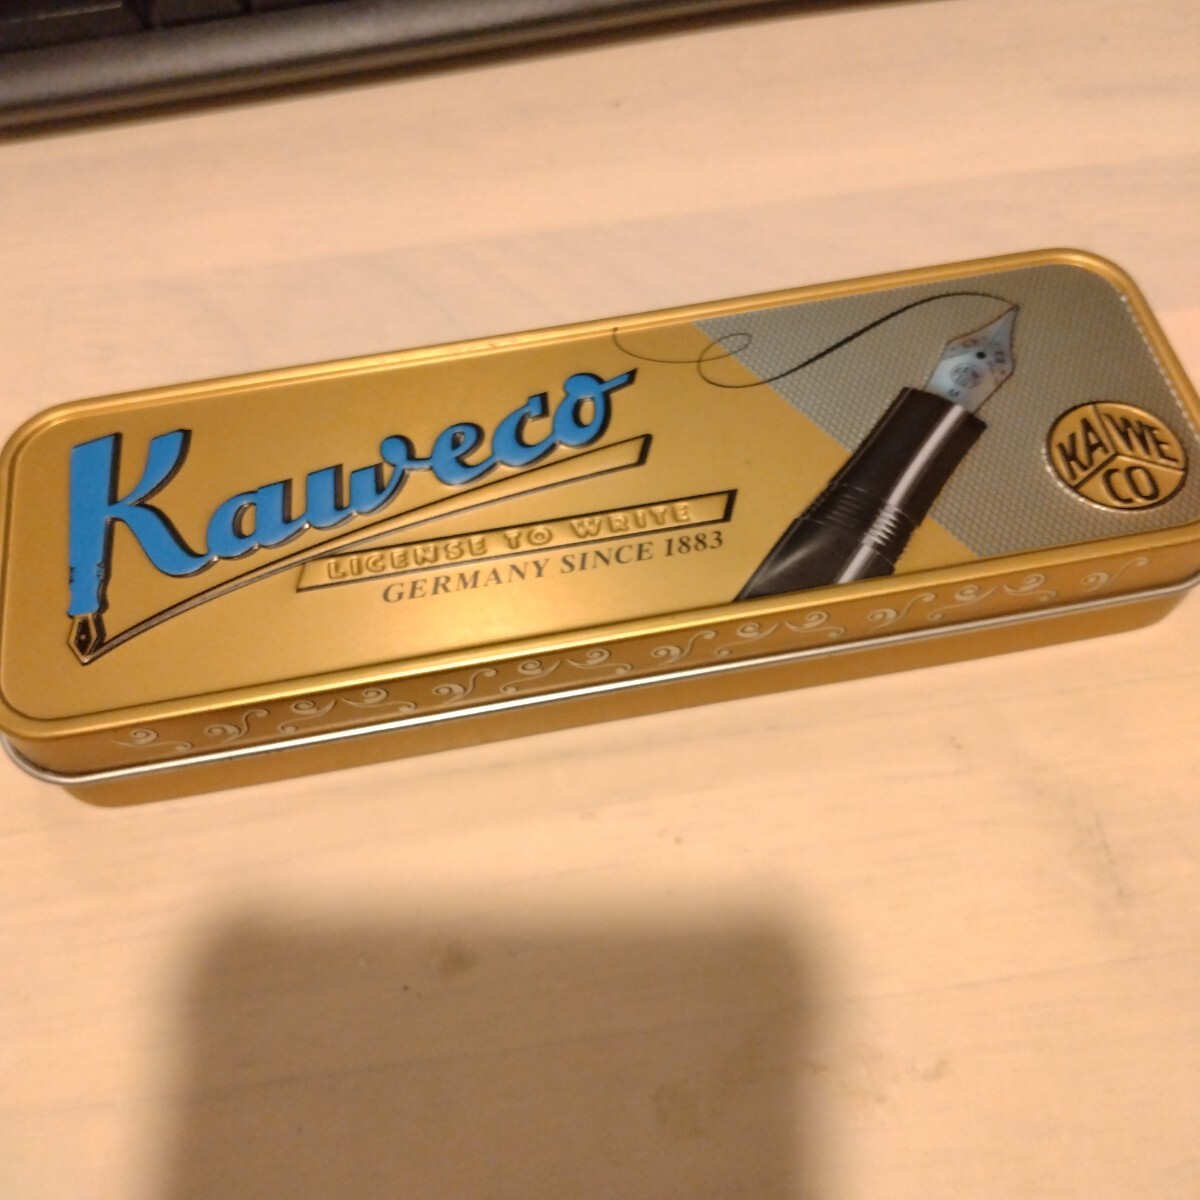 Kaweco
LICENSE TO WRITE
GERMANY SINCE 1883
KA WE
CO